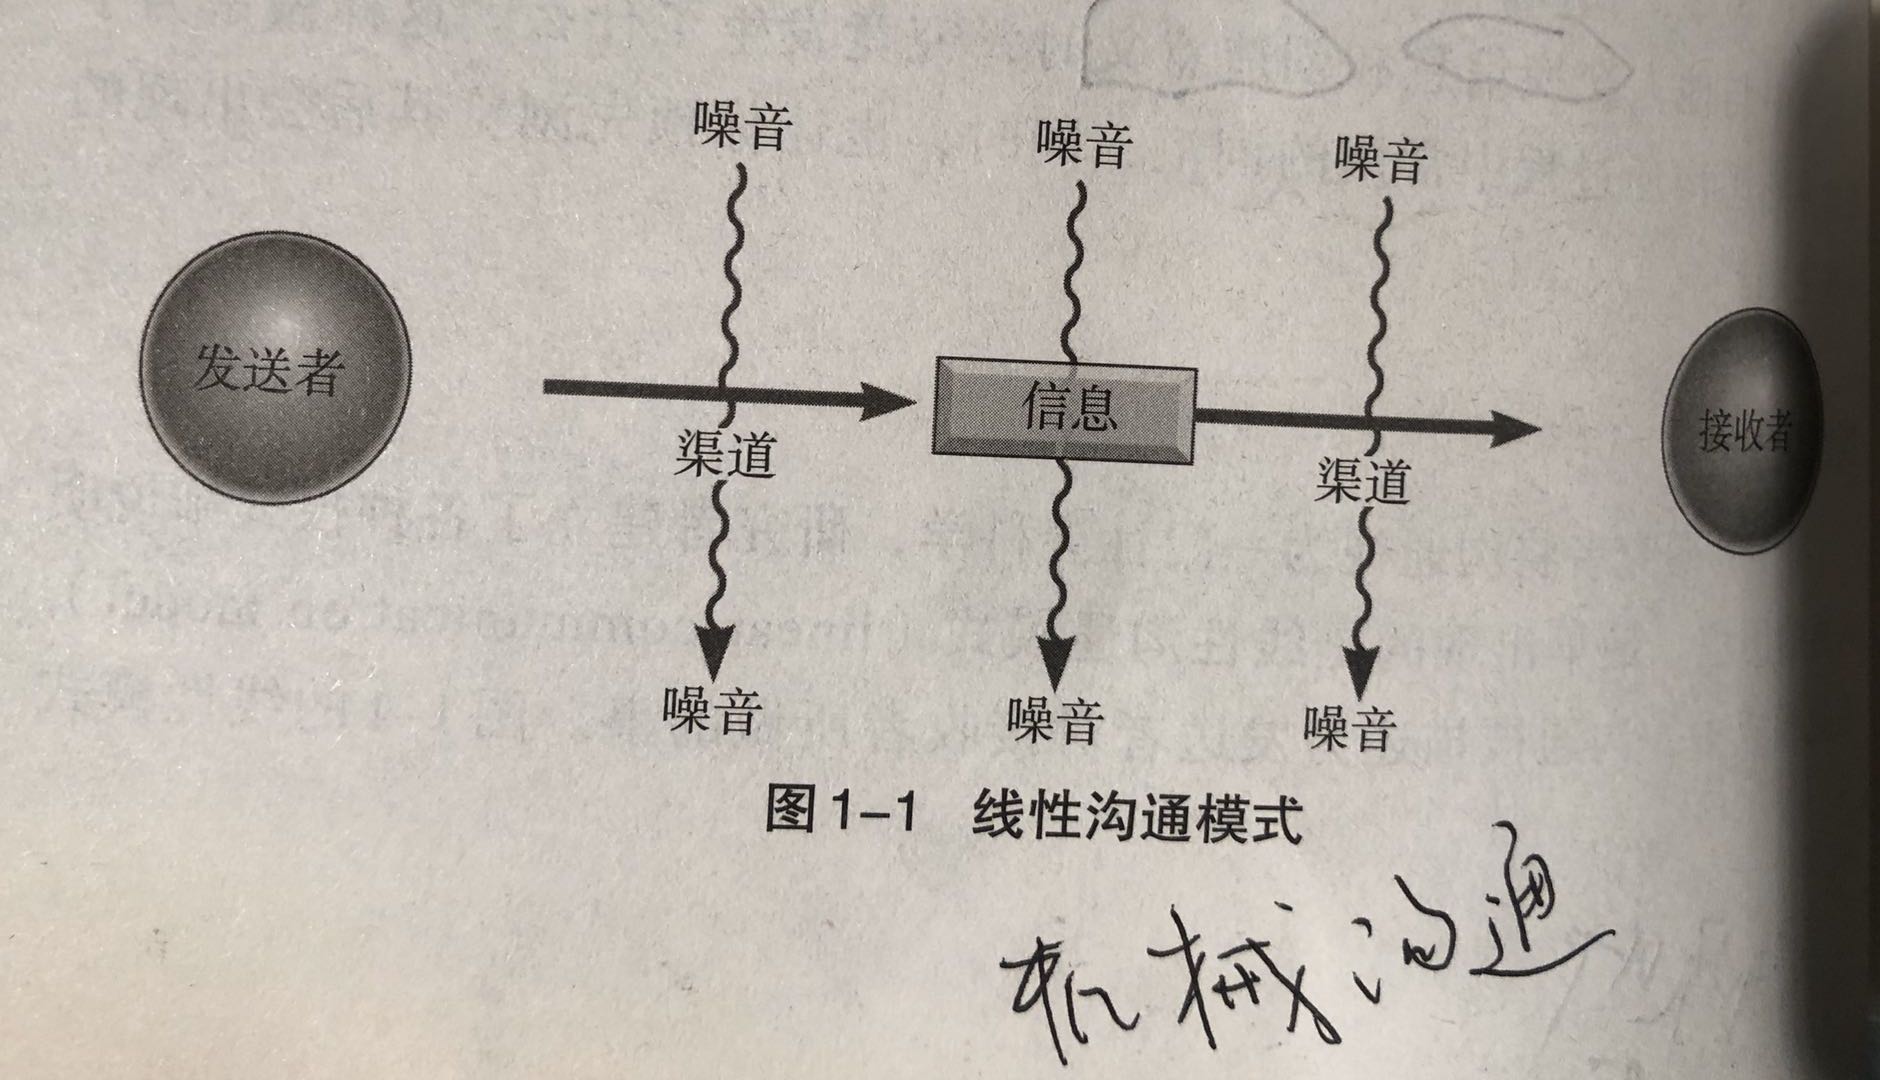 噪音 噪音 噪音
发送者 信息 接收者
渠道 渠道
噪音 噪音 噪音
图1-1 线性沟通模式
机械沟通